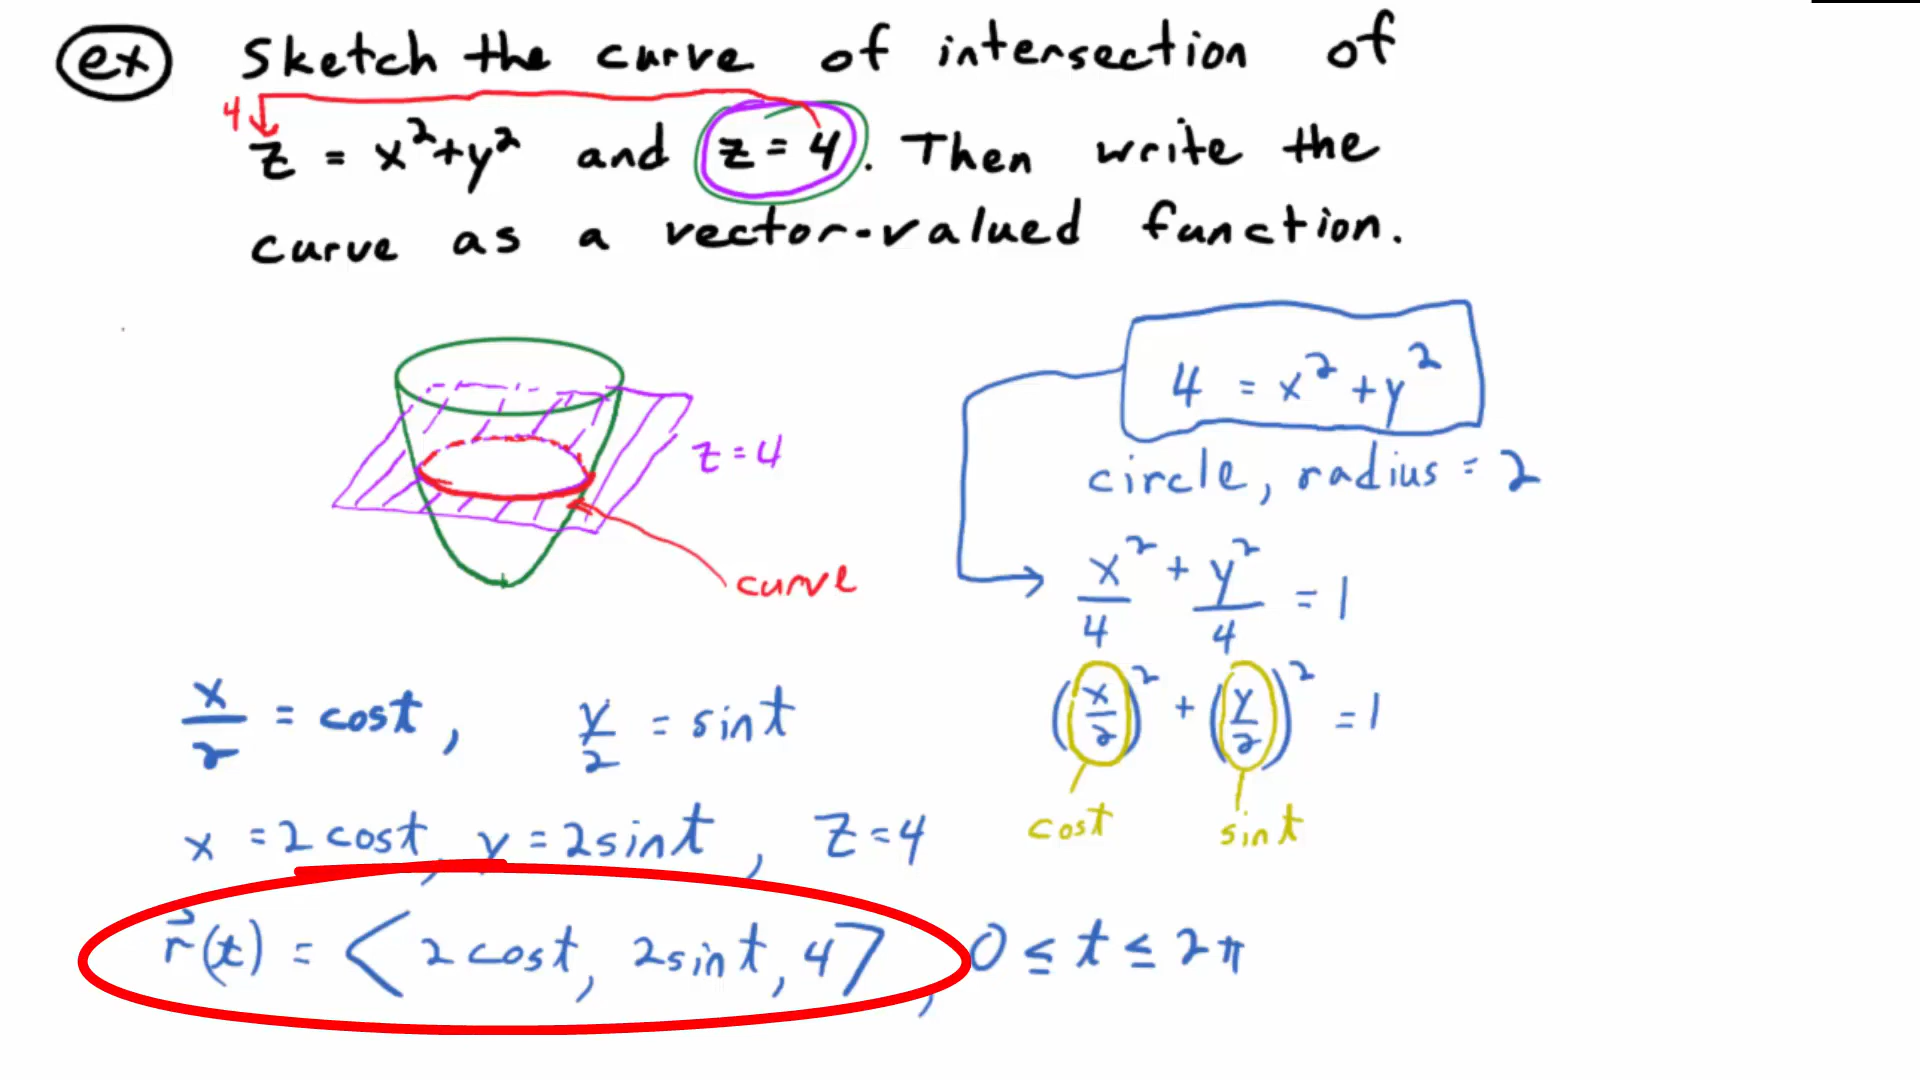 ex Sketch the curve of intersection of
4
z = x²+y² and z = 4. Then write the
curve as a vector-valued function.
4 = x² + y²
circle, radius = 2
z = 4
curve
x²/4 + y²/4 = 1
(x/2)² + (y/2)² = 1
cost sint
x/2 = cost, y/2 = sint
x = 2cost, y = 2sint, z = 4
r⃗(t) = ⟨2cost, 2sint, 4⟩, 0 ≤ t ≤ 2π